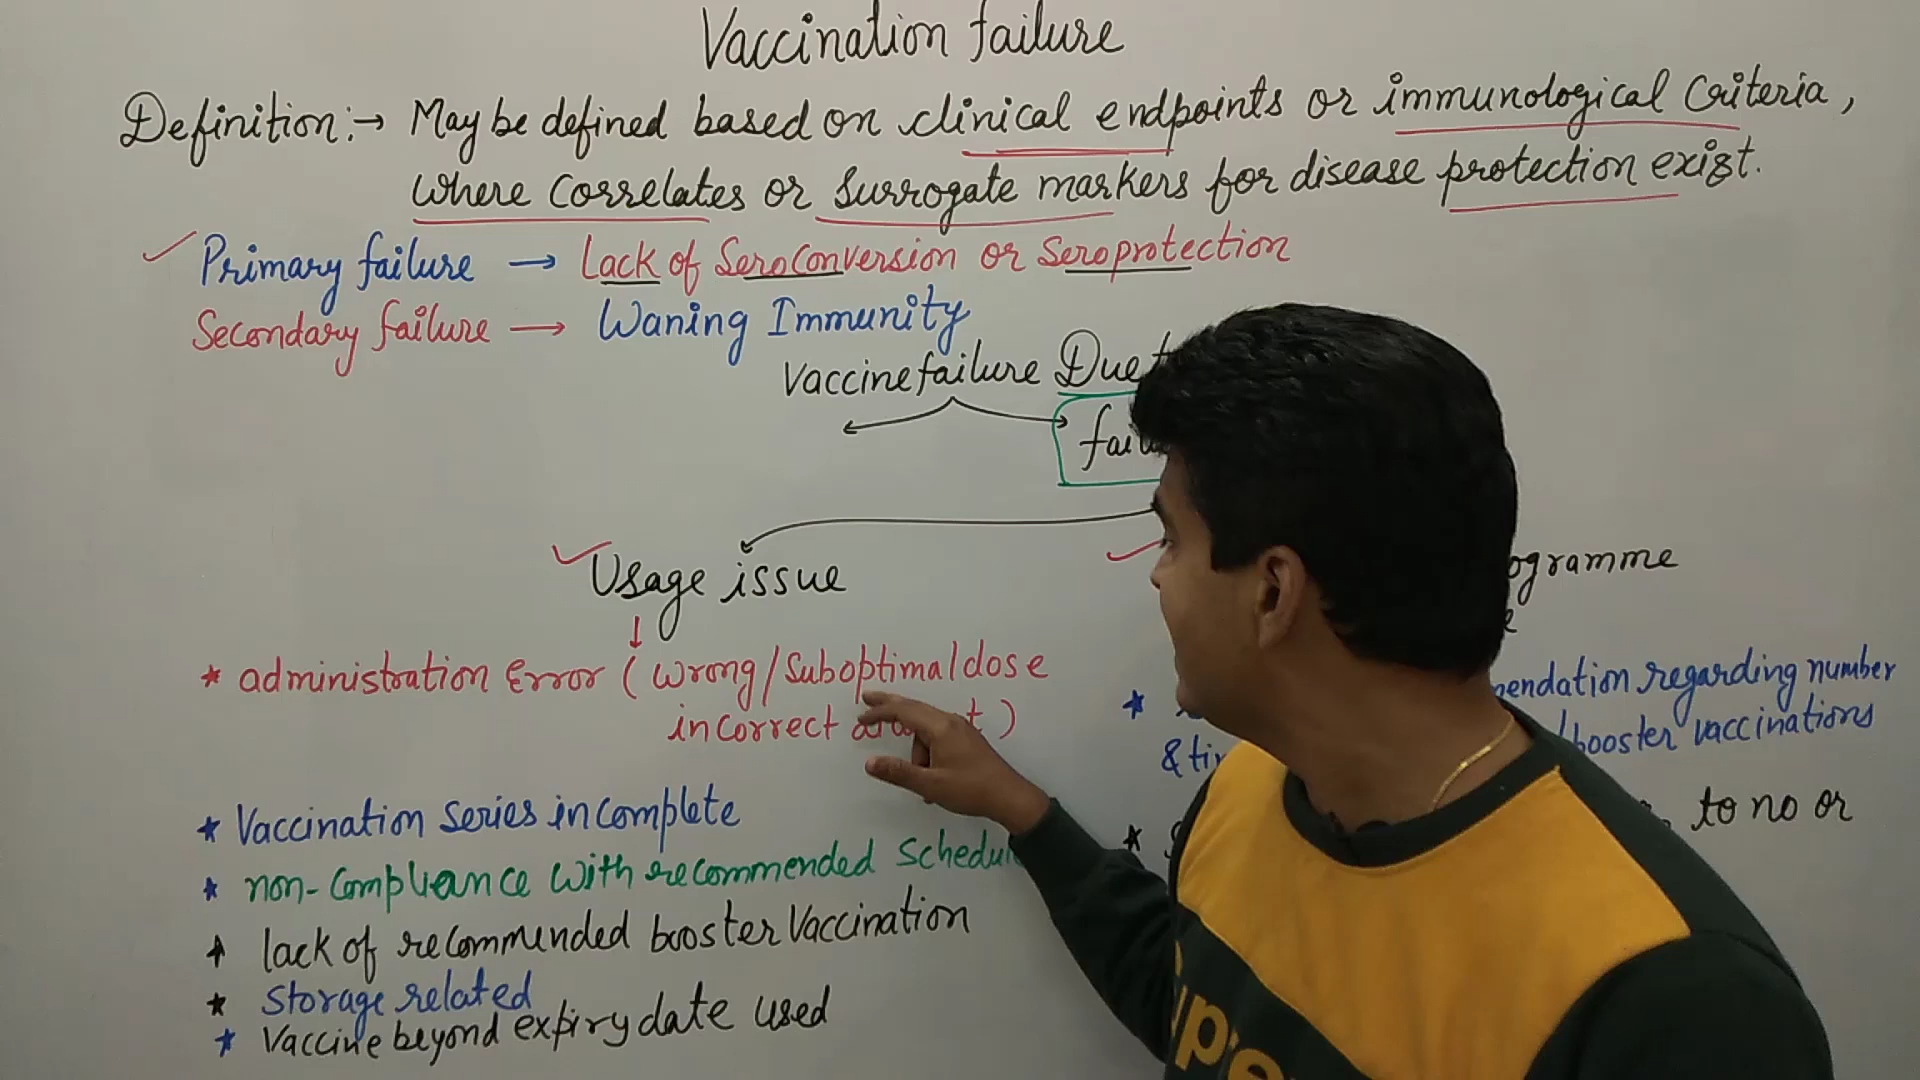 Vaccination failure
Definition:→ May be defined based on clinical endpoints or immunological Criteria,
where Correlates or Surrogate markers for disease protection exist.
Primary failure → Lack of Seroconversion or Seroprotection
Secondary failure → Waning Immunity
Vaccine failure Due
Usage issue
* administration Error ( Wrong/Suboptimal dose
incorrect )
* Vaccination Series incomplete
* non-Compliance with recommended
* lack of recommended booster Vaccination
* Storage related
* Vaccine beyond expiry date used
ogramme
* endation regarding number
& booster vaccinations
* to no or